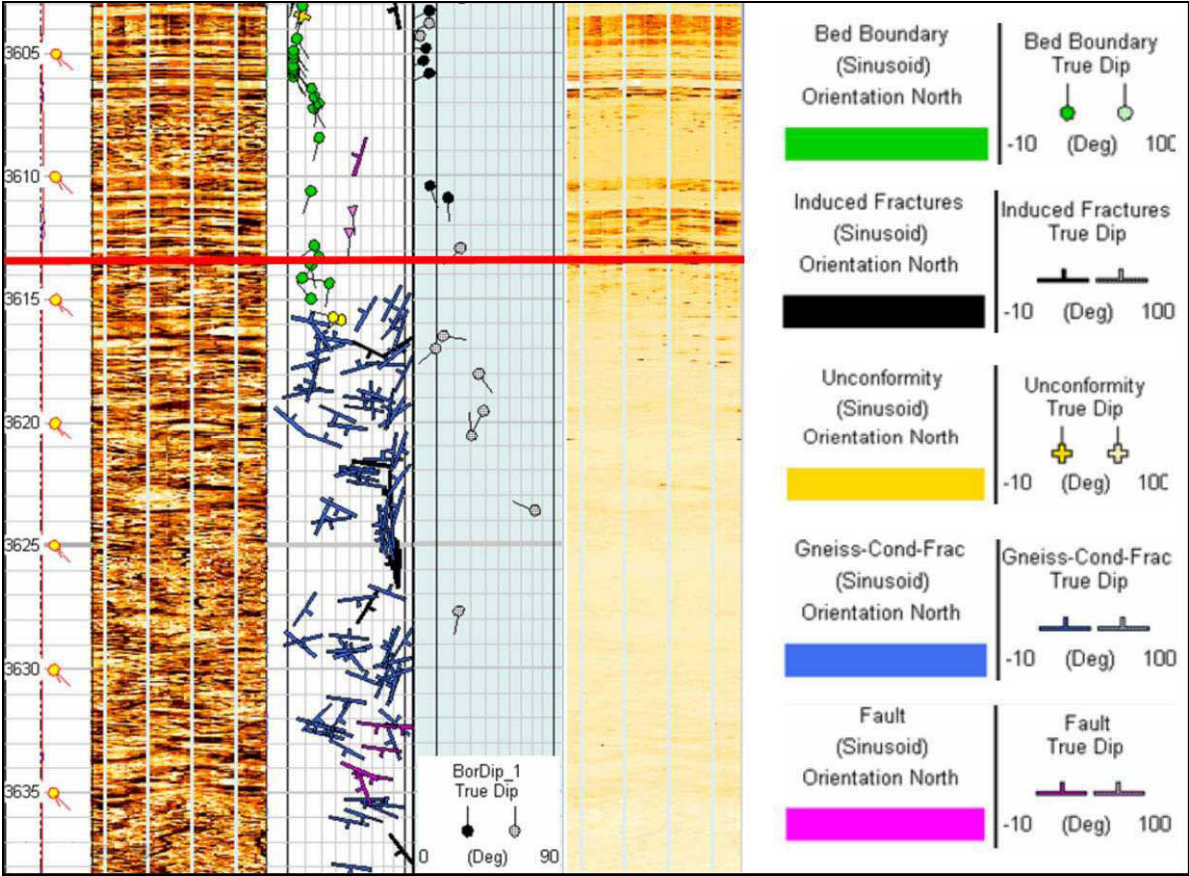 3605
3610
3615
3620
3625
3630
3635
BorDip_1
True Dip
0 (Deg) 90
Bed Boundary
(Sinusoid)
Orientation North
Bed Boundary
True Dip
-10 (Deg) 100
Induced Fractures
(Sinusoid)
Orientation North
Induced Fractures
True Dip
-10 (Deg) 100
Unconformity
(Sinusoid)
Orientation North
Unconformity
True Dip
-10 (Deg) 100
Gneiss-Cond-Frac
(Sinusoid)
Orientation North
Gneiss-Cond-Frac
True Dip
-10 (Deg) 100
Fault
(Sinusoid)
Orientation North
Fault
True Dip
-10 (Deg) 100